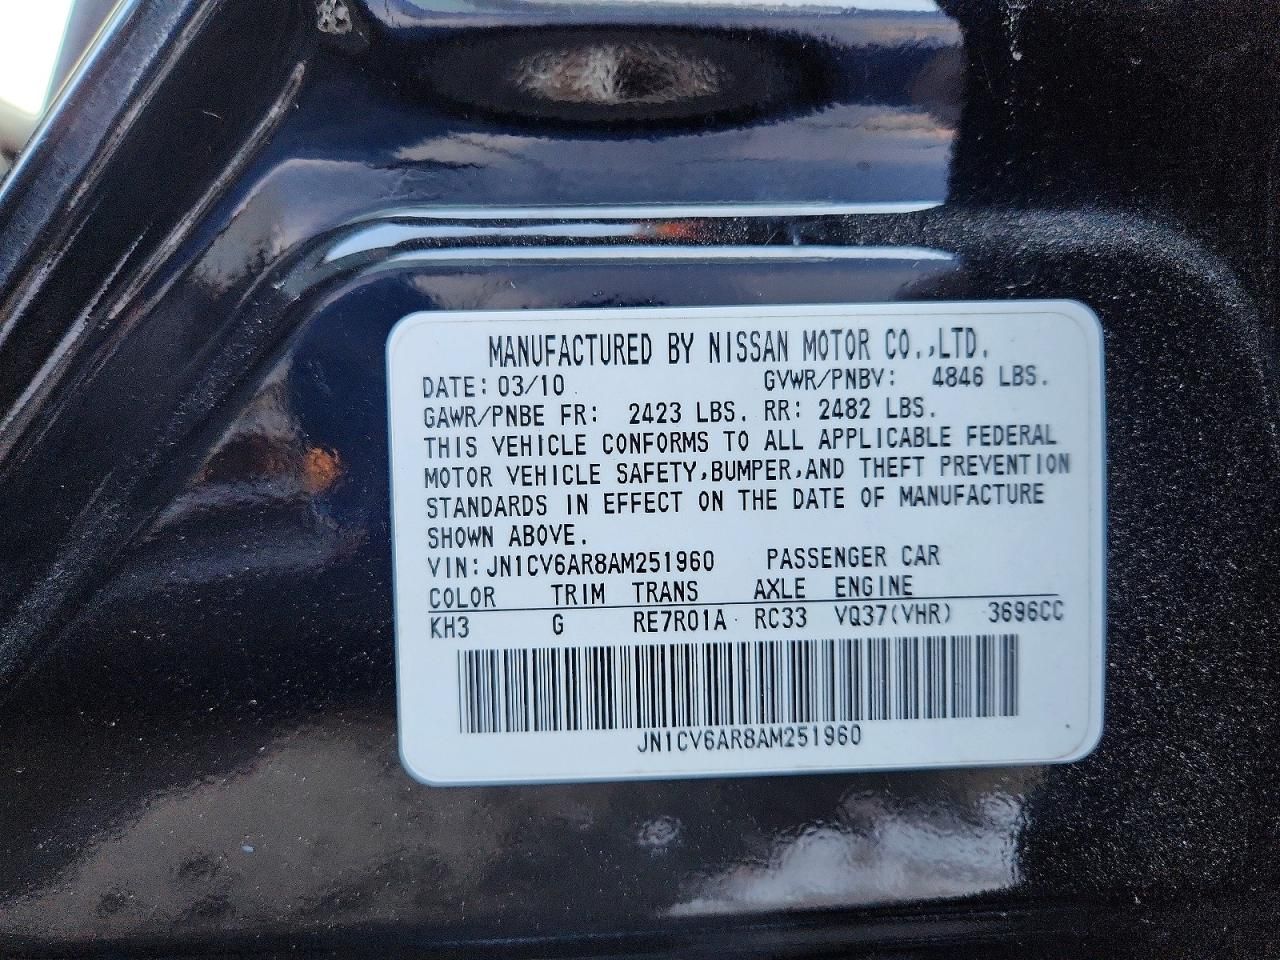 MANUFACTURED BY NISSAN MOTOR CO.,LTD.
DATE: 03/10 GVWR/PNBV: 4846 LBS.
GAWR/PNBE FR: 2423 LBS. RR: 2482 LBS.
THIS VEHICLE CONFORMS TO ALL APPLICABLE FEDERAL
MOTOR VEHICLE SAFETY,BUMPER,AND THEFT PREVENTION
STANDARDS IN EFFECT ON THE DATE OF MANUFACTURE
SHOWN ABOVE.
VIN: JN1CV6AR8AM251960 PASSENGER CAR
COLOR TRIM TRANS AXLE ENGINE
KH3 G RE7R01A RC33 VQ37(VHR) 3696CC
JN1CV6AR8AM251960